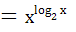 = x^{log_2 x}